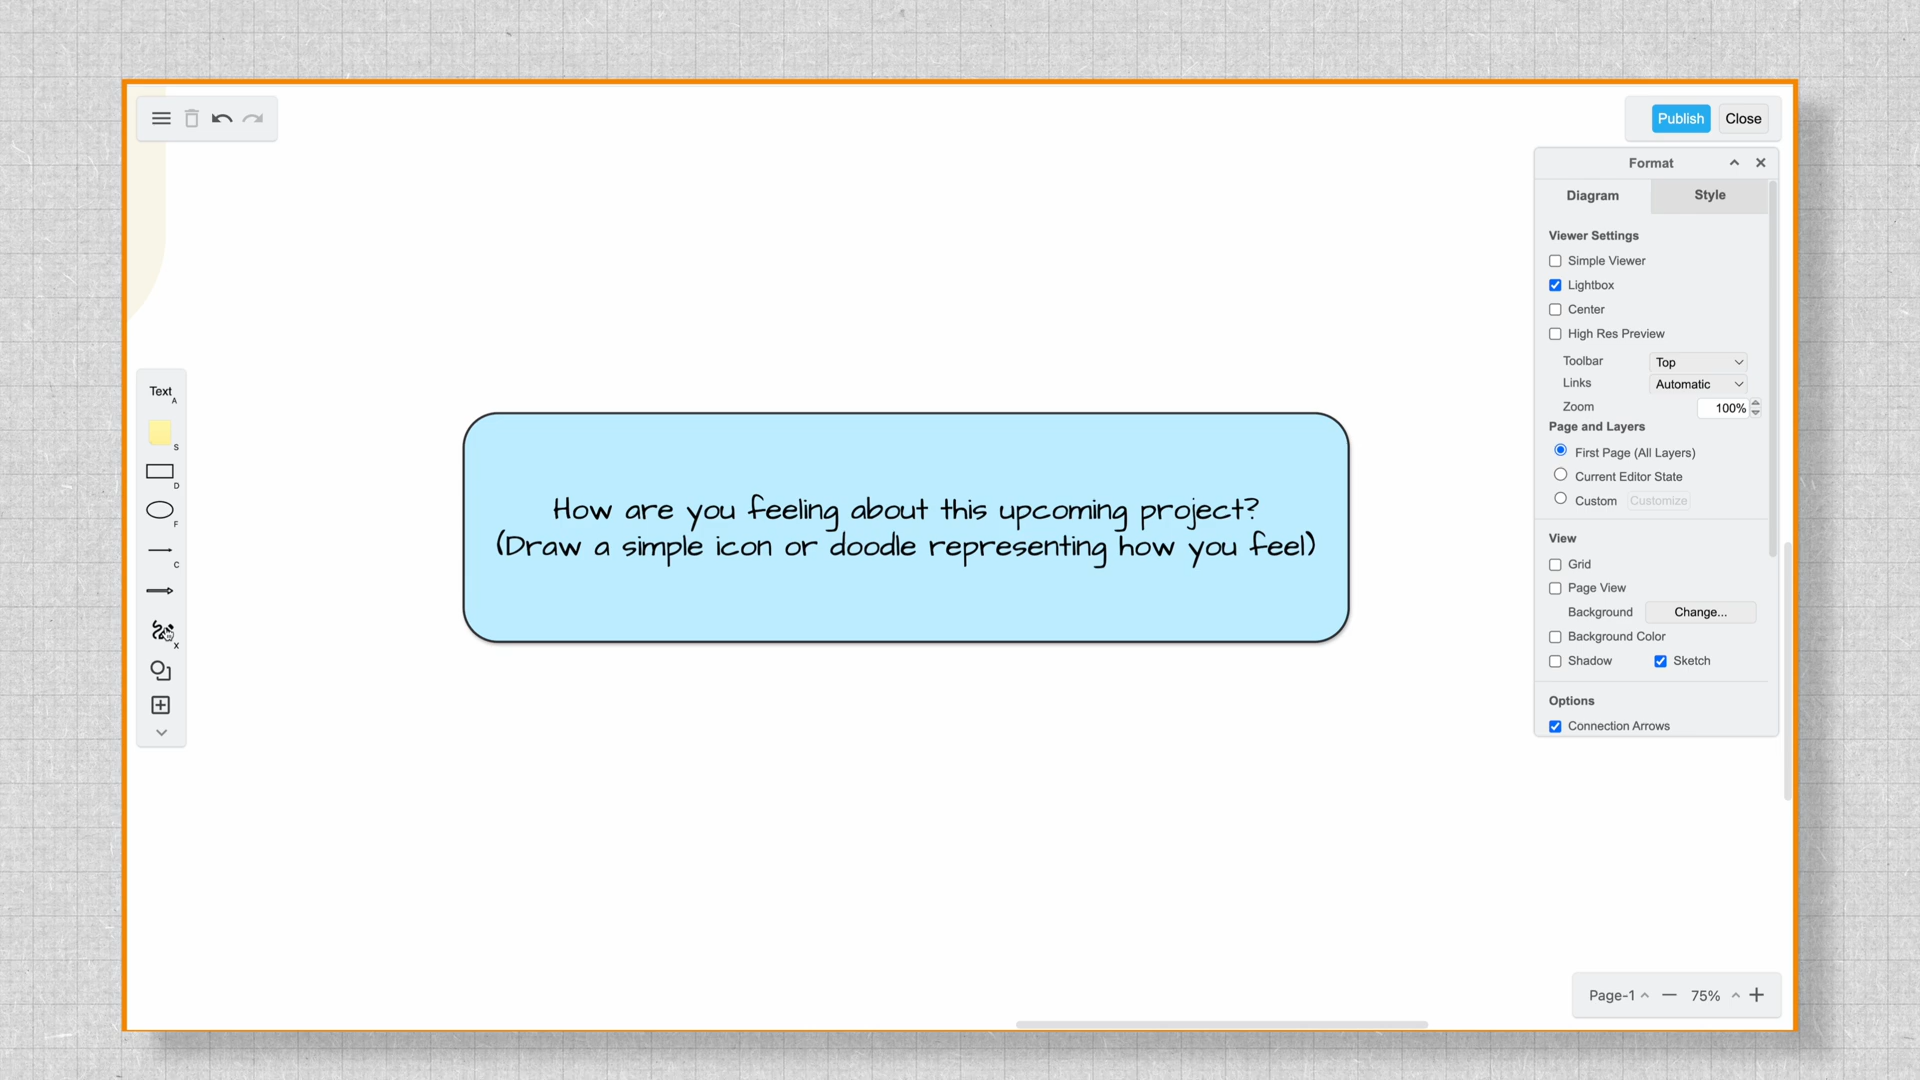 Publish
Close
Format
Diagram
Style
Viewer Settings
Simple Viewer
Lightbox
Center
High Res Preview
Toolbar
Top
Links
Automatic
Zoom
100%
Page and Layers
First Page (All Layers)
Current Editor State
Custom
Customize
View
Grid
Page View
Background
Change...
Background Color
Shadow
Sketch
Options
Connection Arrows
Text
A
S
D
F
C
X
How are you feeling about this upcoming project?
(Draw a simple icon or doodle representing how you feel)
Page-1
75%